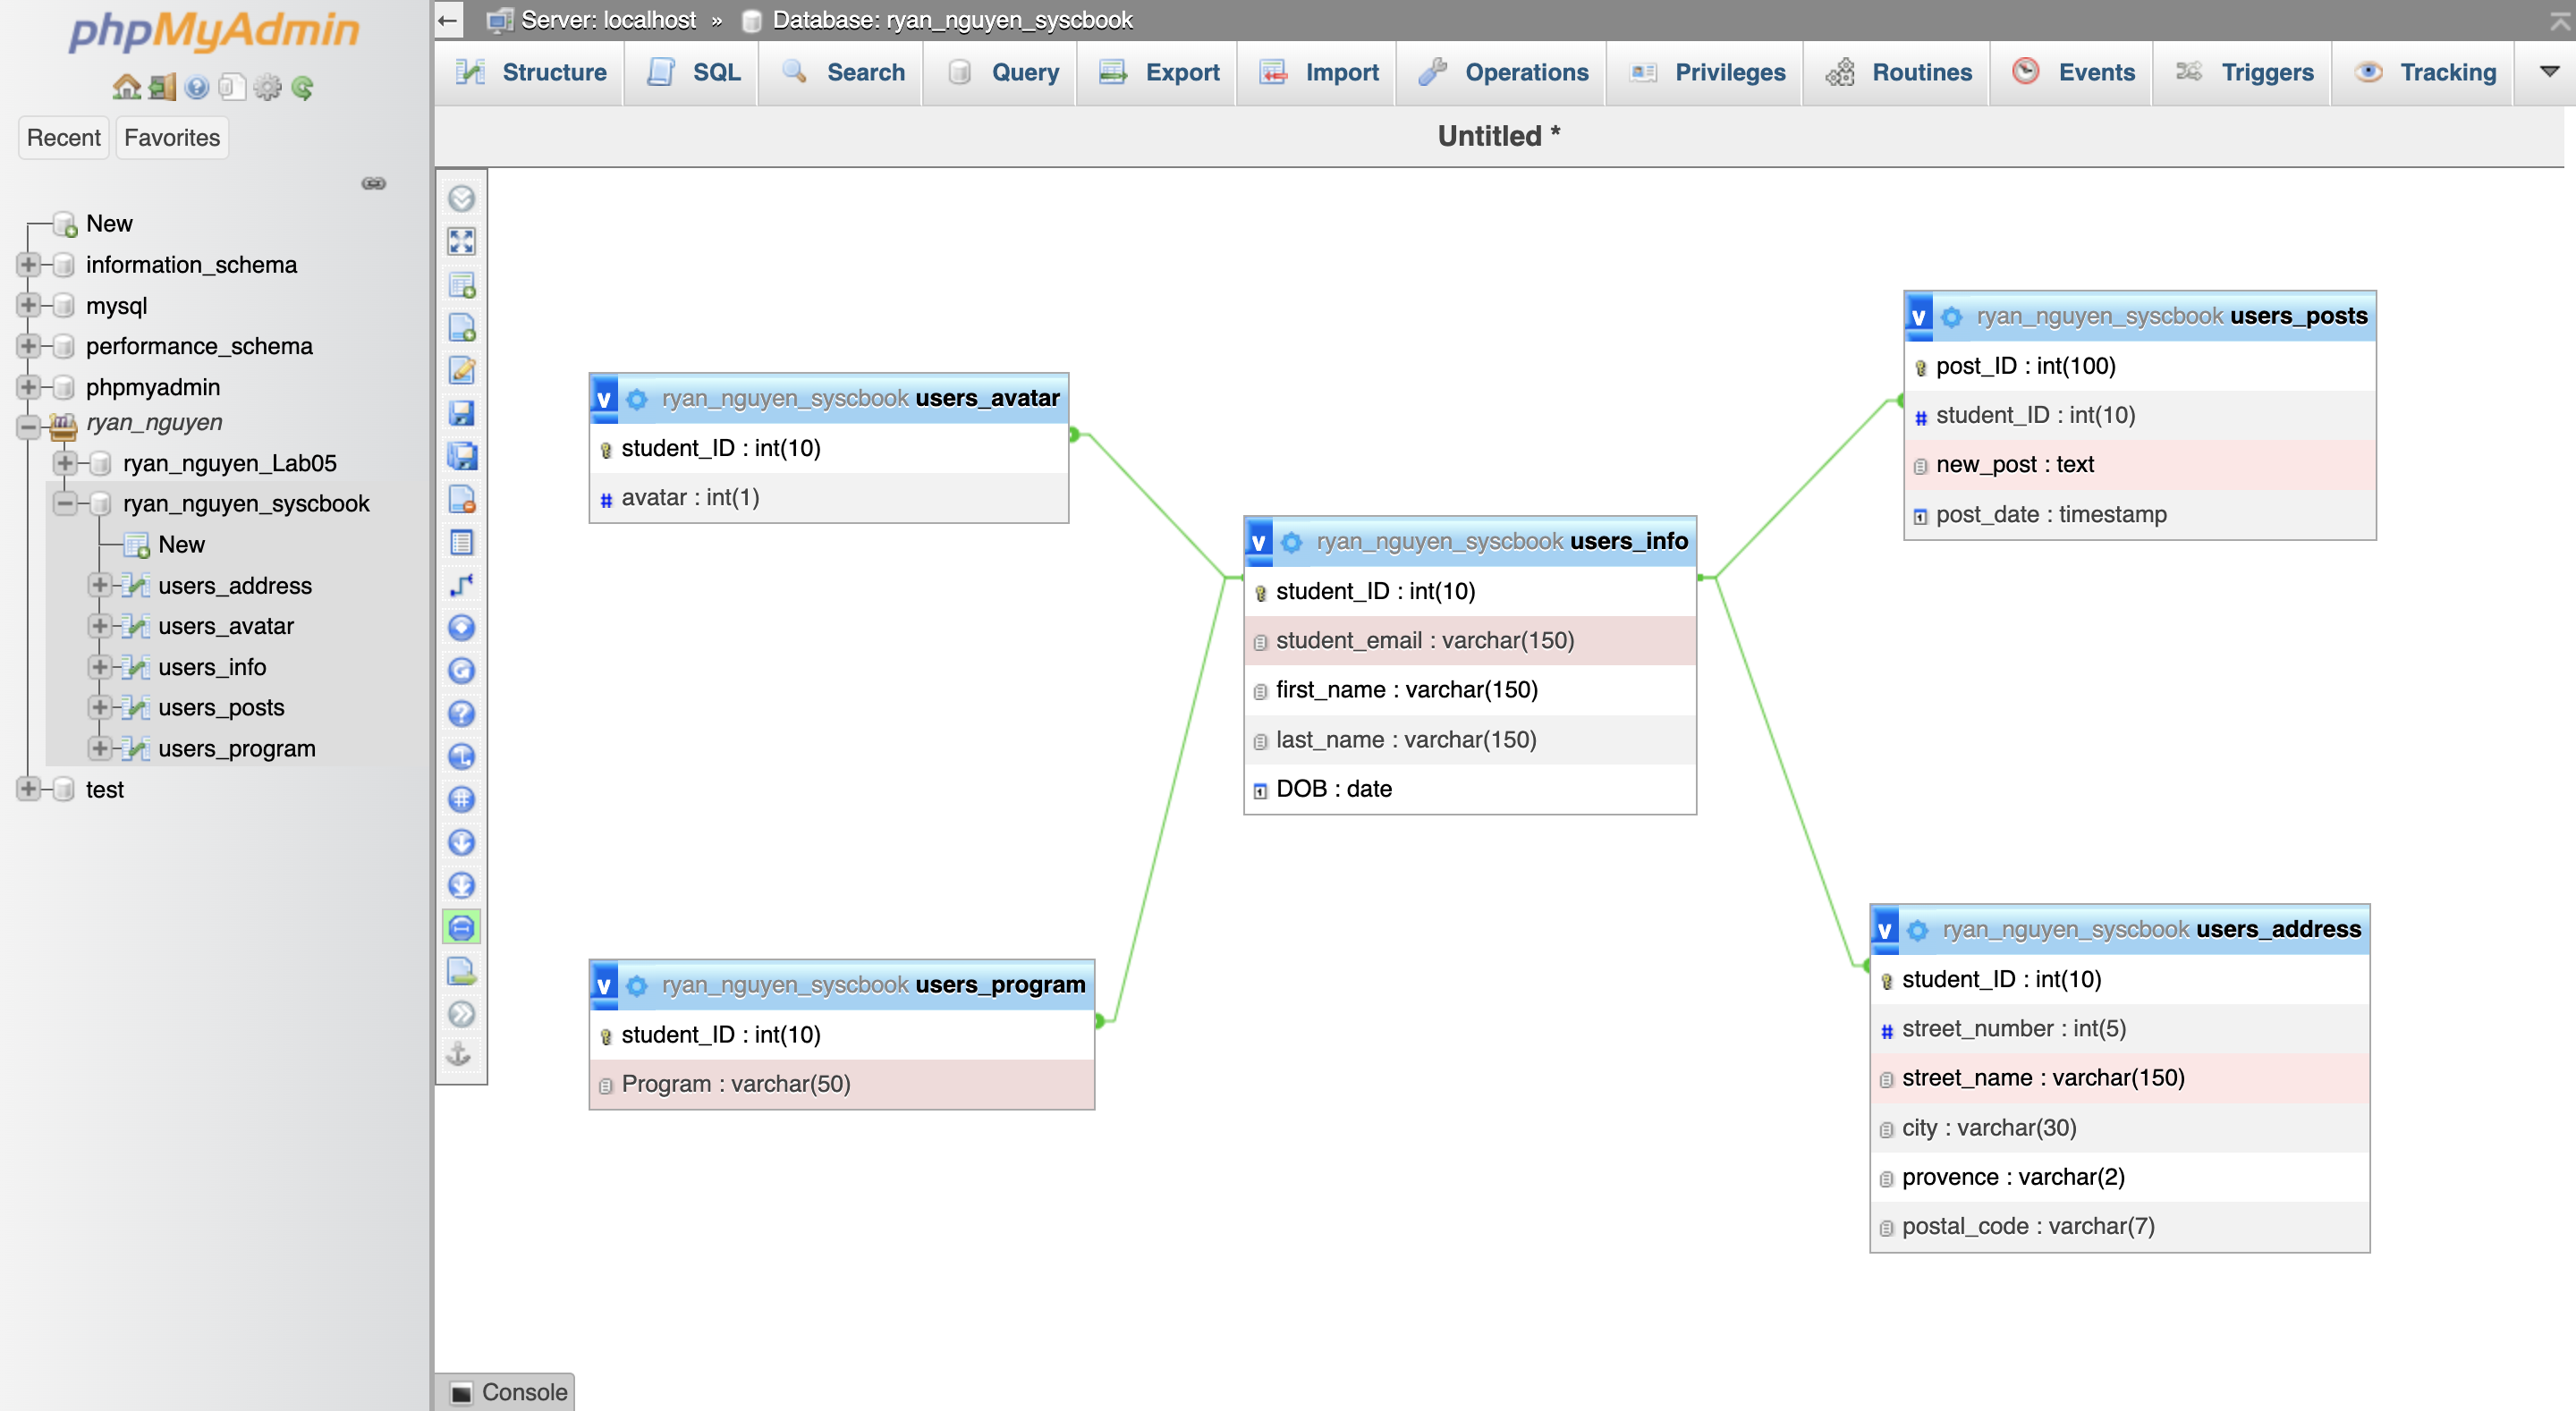 phpMyAdmin
Recent Favorites
New
information_schema
mysql
performance_schema
phpmyadmin
ryan_nguyen
ryan_nguyen_Lab05
ryan_nguyen_syscbook
New
users_address
users_avatar
users_info
users_posts
users_program
test
Server: localhost » Database: ryan_nguyen_syscbook
Structure SQL Search Query Export Import Operations Privileges Routines Events Triggers Tracking
Untitled *
v ryan_nguyen_syscbook users_avatar
student_ID : int(10)
# avatar : int(1)
v ryan_nguyen_syscbook users_info
student_ID : int(10)
student_email : varchar(150)
first_name : varchar(150)
last_name : varchar(150)
DOB : date
v ryan_nguyen_syscbook users_posts
post_ID : int(100)
# student_ID : int(10)
new_post : text
post_date : timestamp
v ryan_nguyen_syscbook users_program
student_ID : int(10)
Program : varchar(50)
v ryan_nguyen_syscbook users_address
student_ID : int(10)
# street_number : int(5)
street_name : varchar(150)
city : varchar(30)
provence : varchar(2)
postal_code : varchar(7)
Console